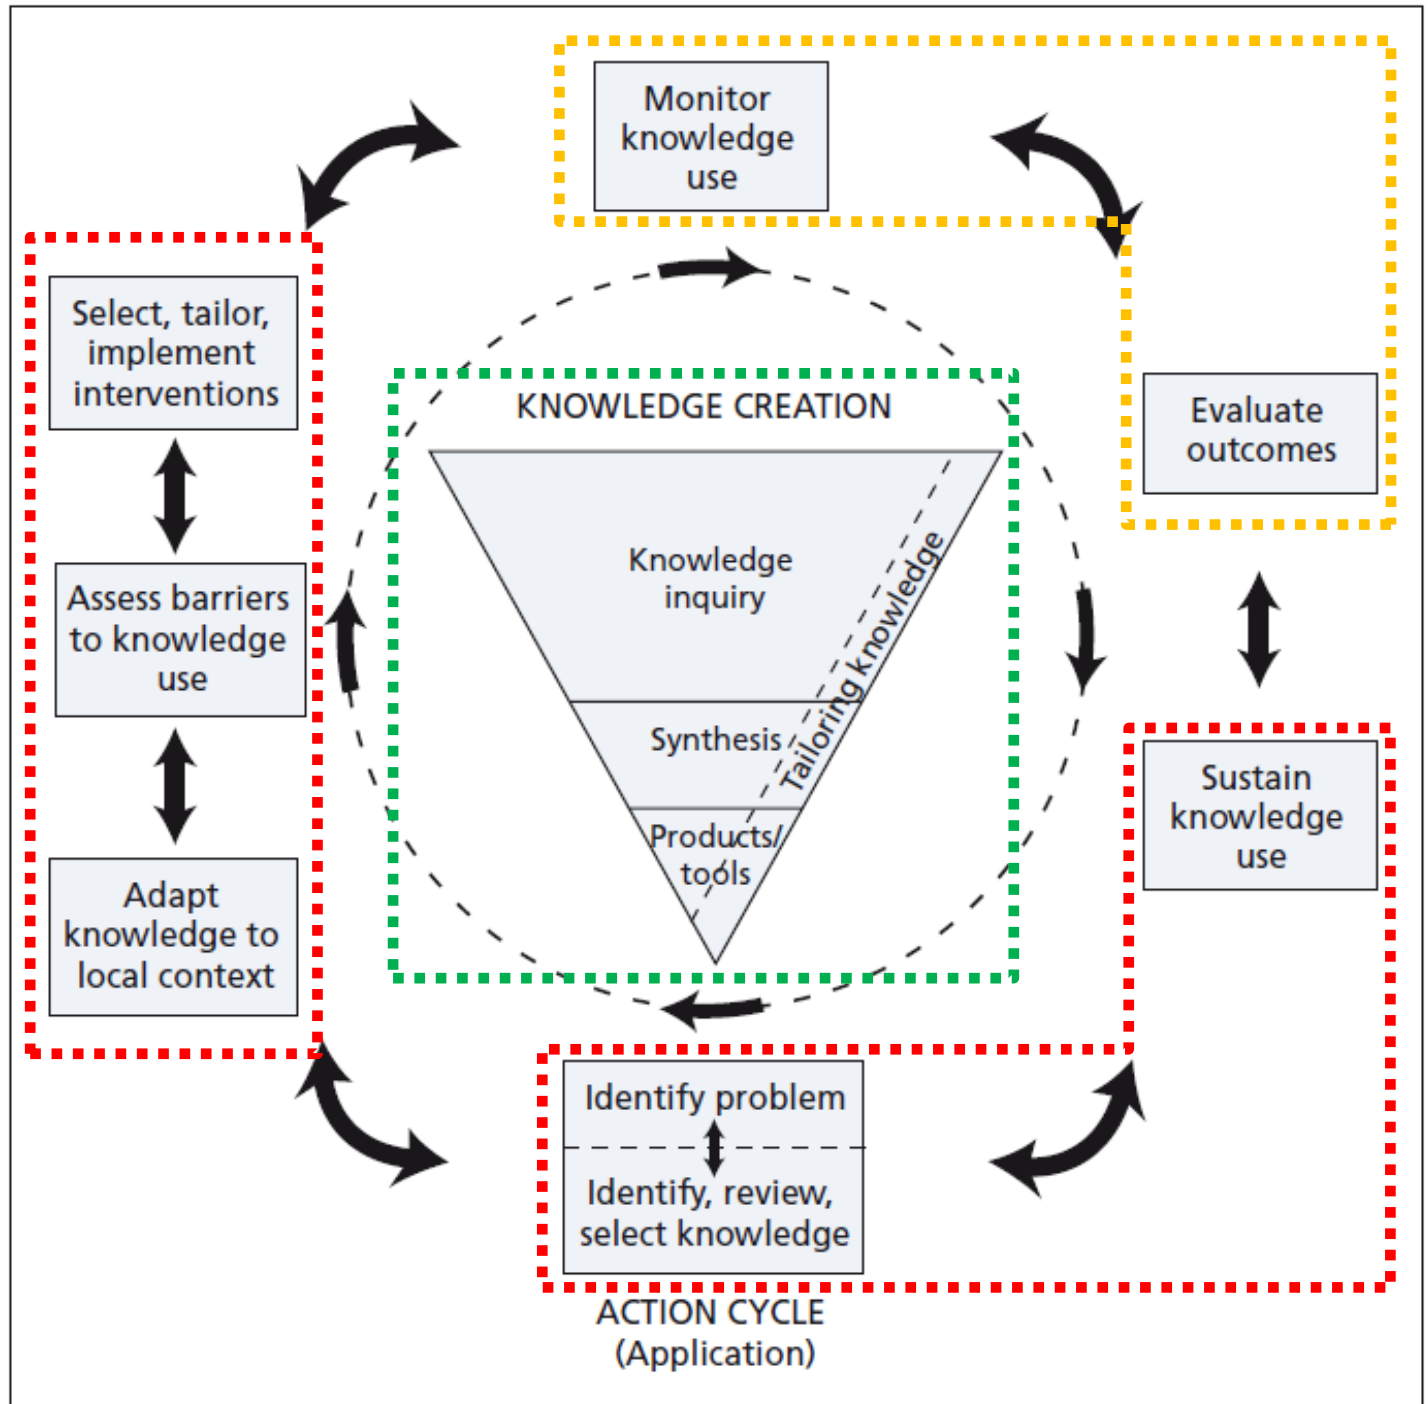 Monitor
knowledge
use
Select, tailor,
implement
interventions
KNOWLEDGE CREATION
Evaluate
outcomes
Knowledge
inquiry
Tailoring knowledge
Assess barriers
to knowledge
use
Synthesis
Sustain
knowledge
use
Products/
tools
Adapt
knowledge to
local context
Identify problem
Identify, review,
select knowledge
ACTION CYCLE
(Application)